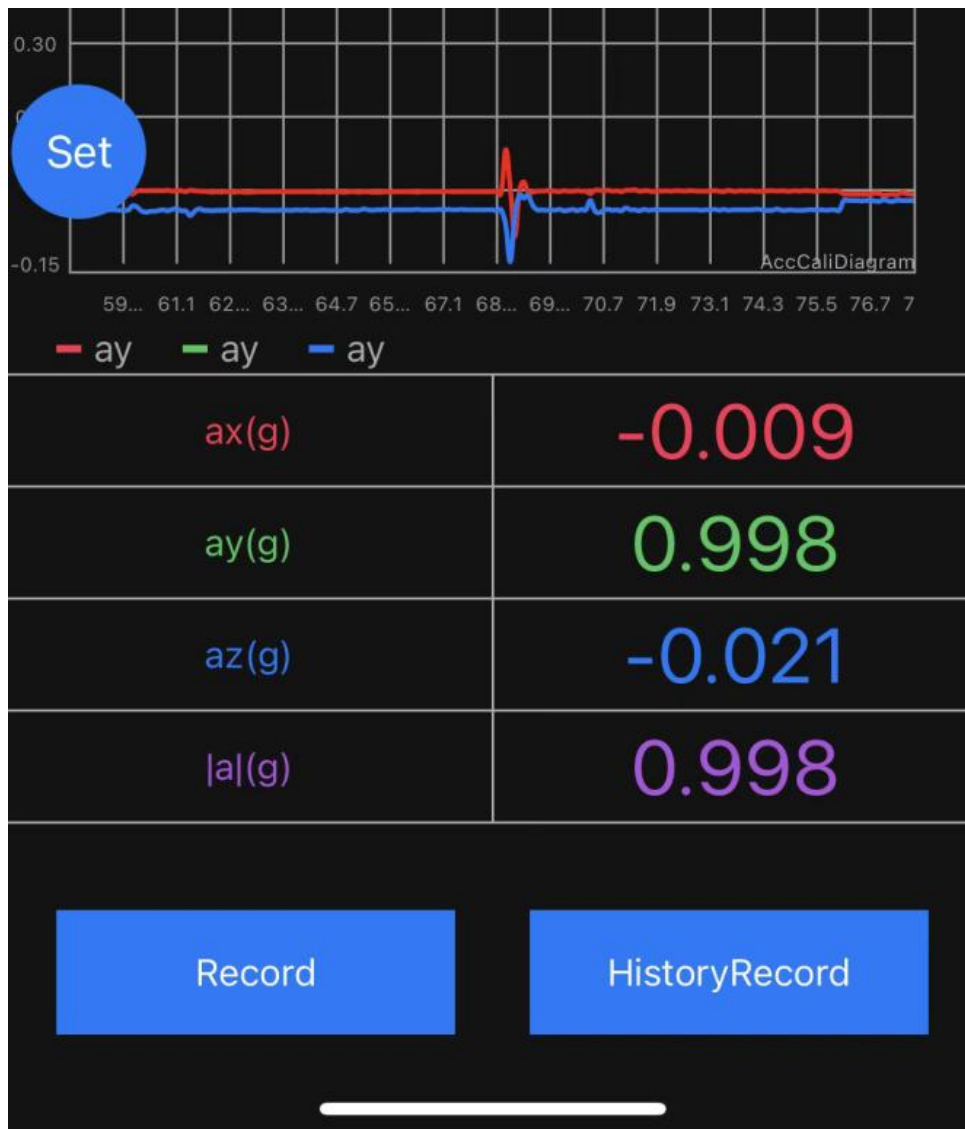 0.30
Set
-0.15
AccCaliDiagram
59... 61.1 62... 63... 64.7 65... 67.1 68... 69... 70.7 71.9 73.1 74.3 75.5 76.7 7
ay ay ay
ax(g) -0.009
ay(g) 0.998
az(g) -0.021
|a|(g) 0.998
Record HistoryRecord